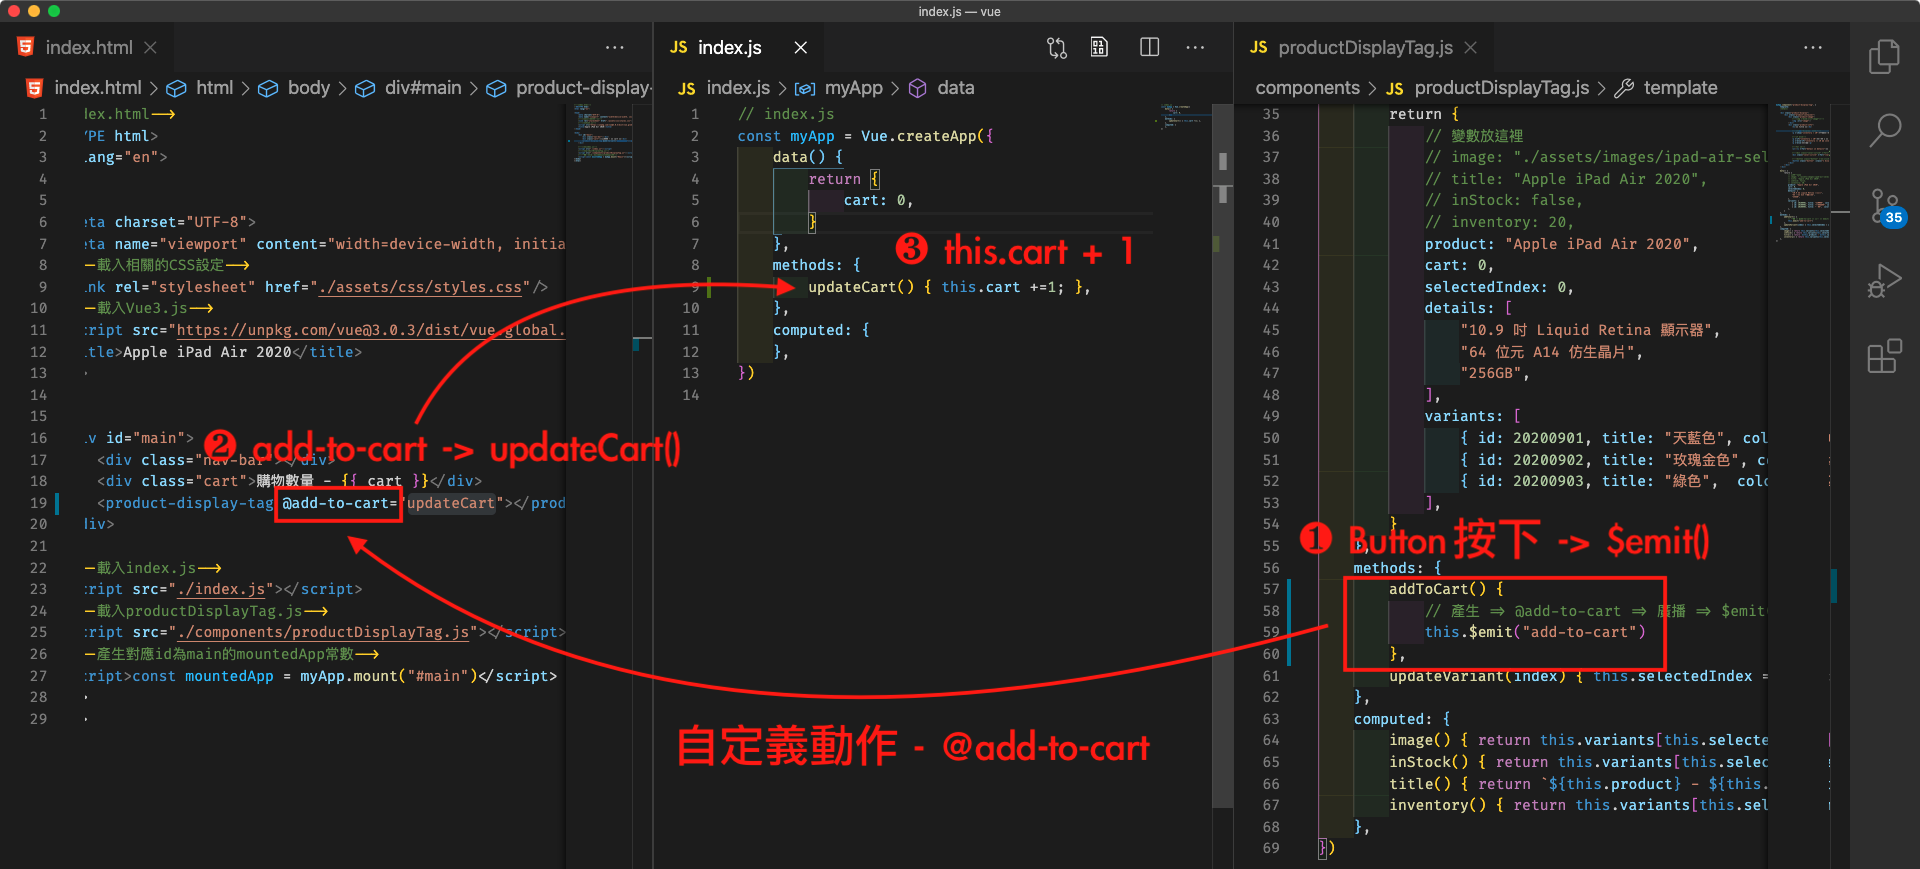 index.js — vue
index.html
index.html > html > body > div#main > product-display-
1 lex.html—>
2 YPE html>
3 lang="en">
4
5
6 eta charset="UTF-8">
7 eta name="viewport" content="width=device-width, initia
8 —載入相關的CSS設定—>
9 ink rel="stylesheet" href="./assets/css/styles.css"/>
10 —載入Vue3.js—>
11 cript src="https://unpkg.com/vue@3.0.3/dist/vue.global.
12 itle>Apple iPad Air 2020</title>
13 >
14
15
16 iv id="main">
17 <div class="nav-bar"></div>
18 <div class="cart">購物數量 - {{ cart }}</div>
19 <product-display-tag @add-to-cart="updateCart"></prod
20 div>
21
22 —載入index.js—>
23 cript src="./index.js"></script>
24 —載入productDisplayTag.js—>
25 cript src="./components/productDisplayTag.js"></script>
26 —產生對應id為main的mountedApp常數—>
27 cript>const mountedApp = myApp.mount("#main")</script>
28 >
29 >
❷ add-to-cart -> updateCart()
JS index.js
JS index.js > myApp > data
1 // index.js
2 const myApp = Vue.createApp({
3 data() {
4 return {
5 cart: 0,
6 }
7 },
8 methods: {
9 updateCart() { this.cart +=1; },
10 },
11 computed: {
12 },
13 })
14
❸ this.cart + 1
自定義動作 - @add-to-cart
JS productDisplayTag.js
components > JS productDisplayTag.js > template
35 return {
36 // 變數放這裡
37 // image: "./assets/images/ipad-air-sel
38 // title: "Apple iPad Air 2020",
39 // inStock: false,
40 // inventory: 20,
41 product: "Apple iPad Air 2020",
42 cart: 0,
43 selectedIndex: 0,
44 details: [
45 "10.9 吋 Liquid Retina 顯示器",
46 "64 位元 A14 仿生晶片",
47 "256GB",
48 ],
49 variants: [
50 { id: 20200901, title: "天藍色", col
51 { id: 20200902, title: "玫瑰金色", co
52 { id: 20200903, title: "綠色", colo
53 ],
54 }
55 },
56 methods: {
57 addToCart() {
58 // 產生 => @add-to-cart => 廣播 => $emit
59 this.$emit("add-to-cart")
60 },
61 updateVariant(index) { this.selectedIndex =
62 },
63 computed: {
64 image() { return this.variants[this.selecte
65 inStock() { return this.variants[this.selec
66 title() { return `${this.product} - ${this.
67 inventory() { return this.variants[this.sel
68 },
69 })
❶ Button 按下 -> $emit()
35